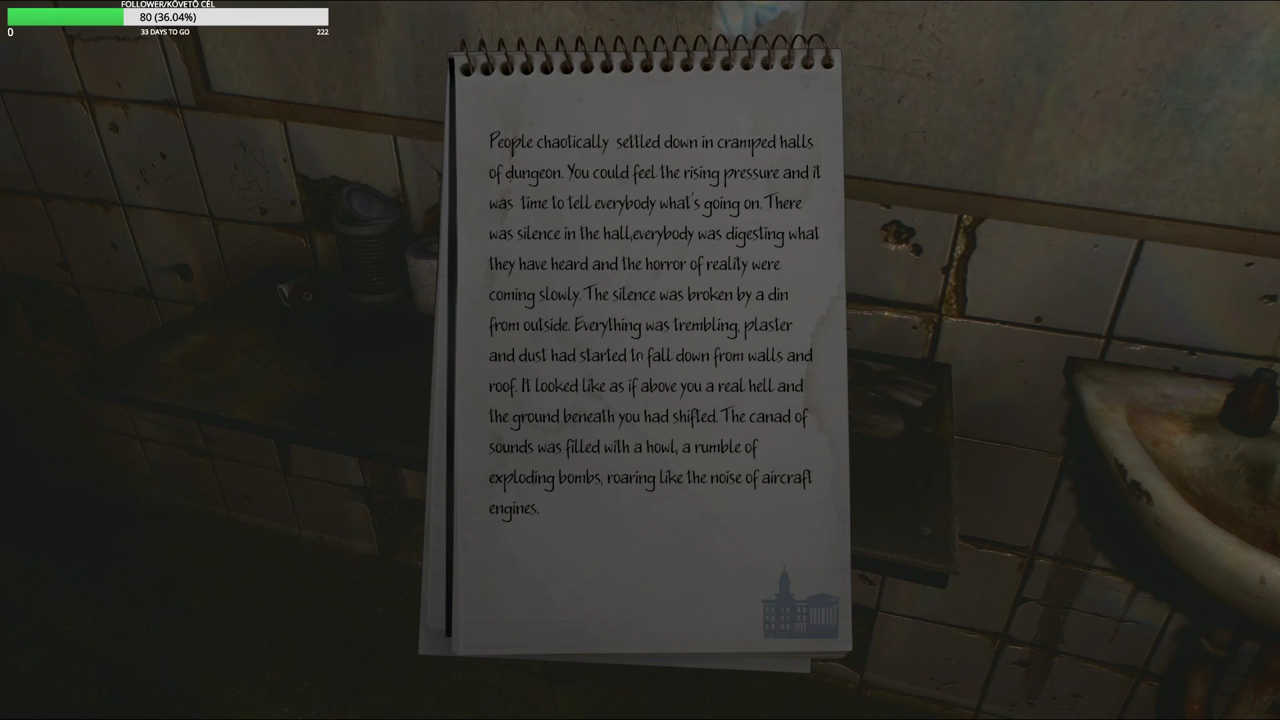 FOLLOWER/KÖVETŐ CÉL
80 (36.04%)
0
33 DAYS TO GO
222
People chaotically settled down in cramped halls
of dungeon. You could feel the rising pressure and it
was time to tell everybody what's going on. There
was silence in the hall,everybody was digesting what
they have heard and the horror of reality were
coming slowly. The silence was broken by a din
from outside. Everything was trembling, plaster
and dust had started to fall down from walls and
roof. It looked like as if above you a real hell and
the ground beneath you had shifted. The canad of
sounds was filled with a howl, a rumble of
exploding bombs, roaring like the noise of aircraft
engines.